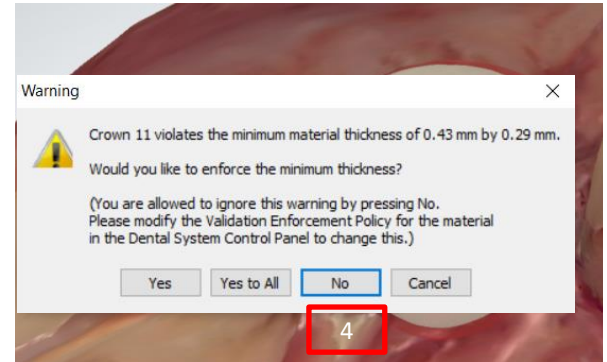 Warning
Crown 11 violates the minimum material thickness of 0.43 mm by 0.29 mm.
Would you like to enforce the minimum thickness?
(You are allowed to ignore this warning by pressing No.
Please modify the Validation Enforcement Policy for the material
in the Dental System Control Panel to change this.)
Yes Yes to All No Cancel
4